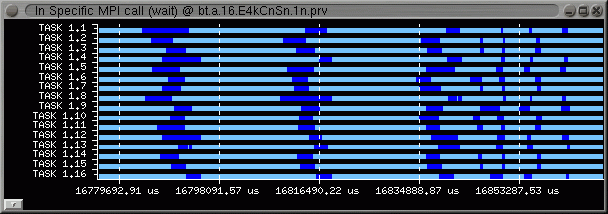 In Specific MPI call (wait) @ bt.a.16.E4kCnSn.1n.prv
TASK 1.1
TASK 1.2
TASK 1.3
TASK 1.4
TASK 1.5
TASK 1.6
TASK 1.7
TASK 1.8
TASK 1.9
TASK 1.10
TASK 1.11
TASK 1.12
TASK 1.13
TASK 1.14
TASK 1.15
TASK 1.16
16779692,91 us 16798091,57 us 16816490,22 us 16834888,87 us 16853287,53 us